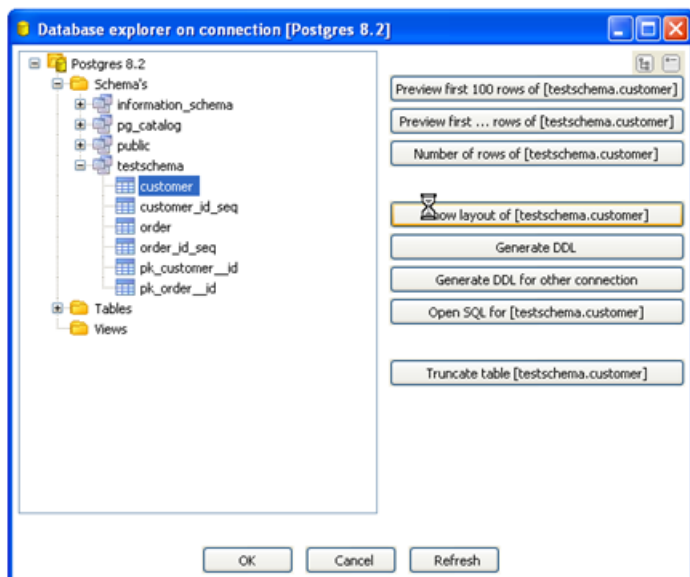 Database explorer on connection [Postgres 8.2]
Postgres 8.2
Schema's
information_schema
pg_catalog
public
testschema
customer
customer_id_seq
order
order_id_seq
pk_customer__id
pk_order__id
Tables
Views
Preview first 100 rows of [testschema.customer]
Preview first ... rows of [testschema.customer]
Number of rows of [testschema.customer]
layout of [testschema.customer]
Generate DDL
Generate DDL for other connection
Open SQL for [testschema.customer]
Truncate table [testschema.customer]
OK
Cancel
Refresh